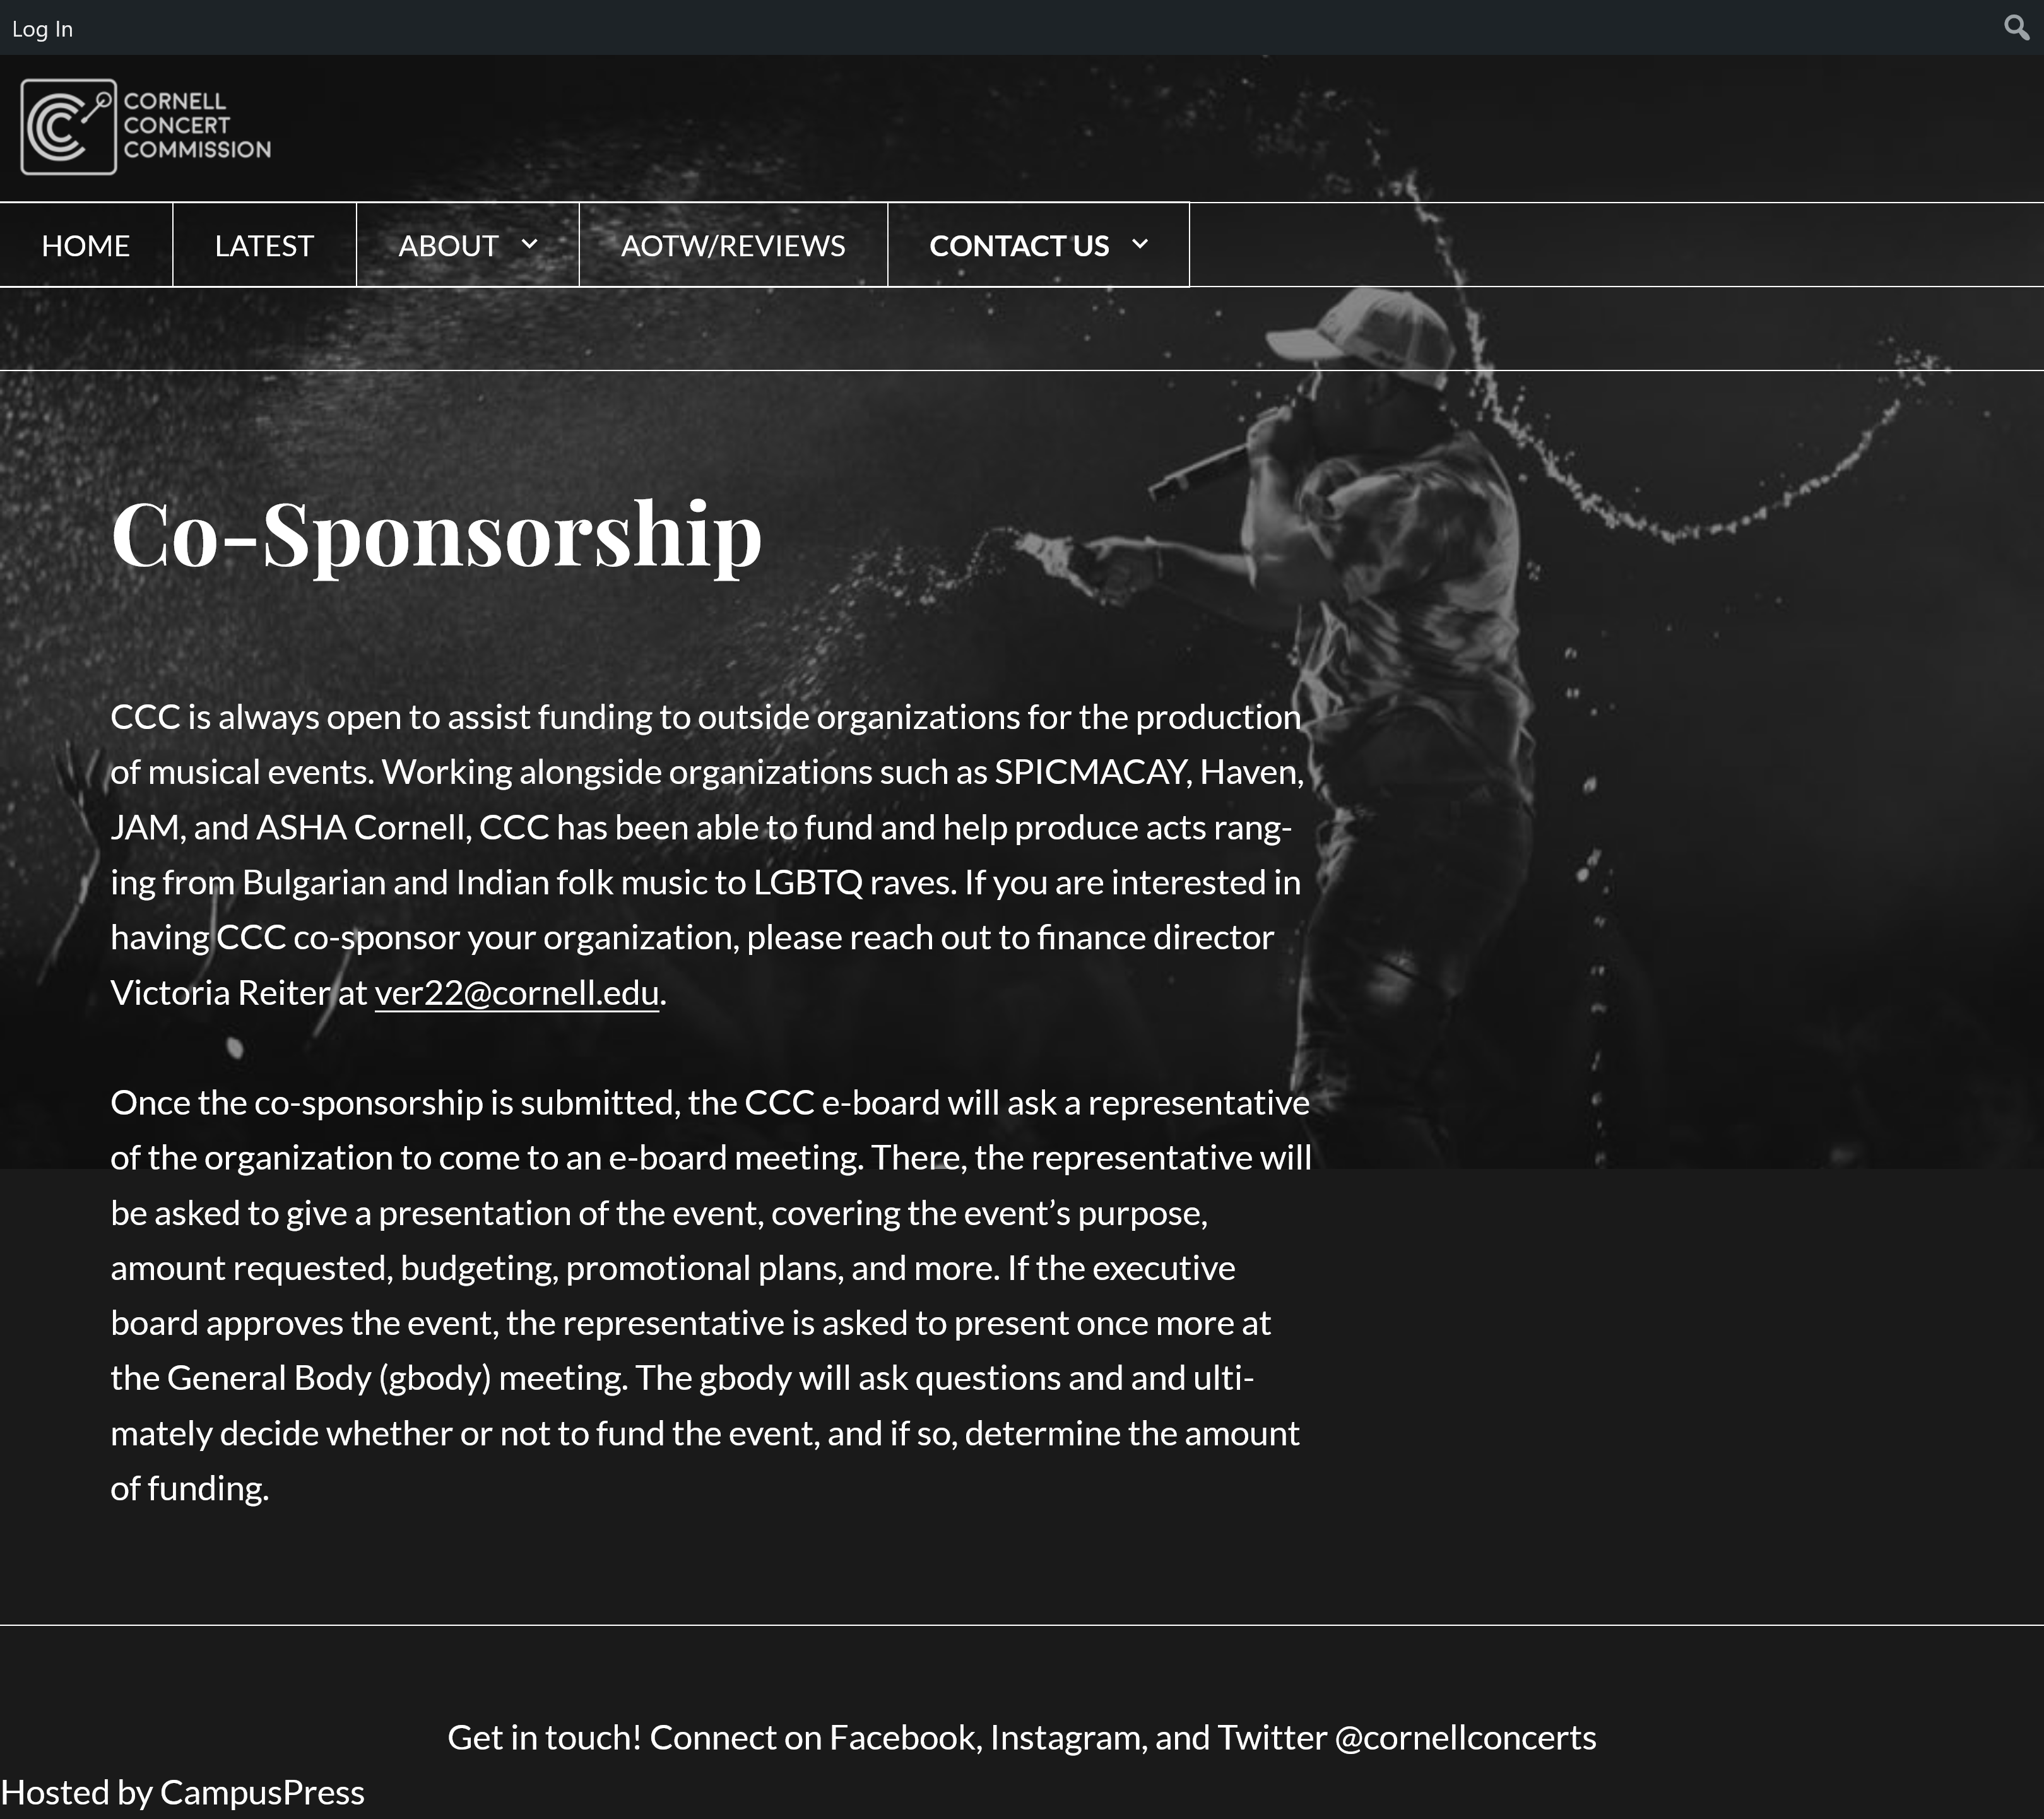 Log In
CORNELL
CONCERT
COMMISSION
HOME
LATEST
ABOUT
AOTW/REVIEWS
CONTACT US
Co-Sponsorship
CCC is always open to assist funding to outside organizations for the production
of musical events. Working alongside organizations such as SPICMACAY, Haven,
JAM, and ASHA Cornell, CCC has been able to fund and help produce acts rang-
ing from Bulgarian and Indian folk music to LGBTQ raves. If you are interested in
having CCC co-sponsor your organization, please reach out to finance director
Victoria Reiter at ver22@cornell.edu.
Once the co-sponsorship is submitted, the CCC e-board will ask a representative
of the organization to come to an e-board meeting. There, the representative will
be asked to give a presentation of the event, covering the event’s purpose,
amount requested, budgeting, promotional plans, and more. If the executive
board approves the event, the representative is asked to present once more at
the General Body (gbody) meeting. The gbody will ask questions and and ulti-
mately decide whether or not to fund the event, and if so, determine the amount
of funding.
Get in touch! Connect on Facebook, Instagram, and Twitter @cornellconcerts
Hosted by CampusPress